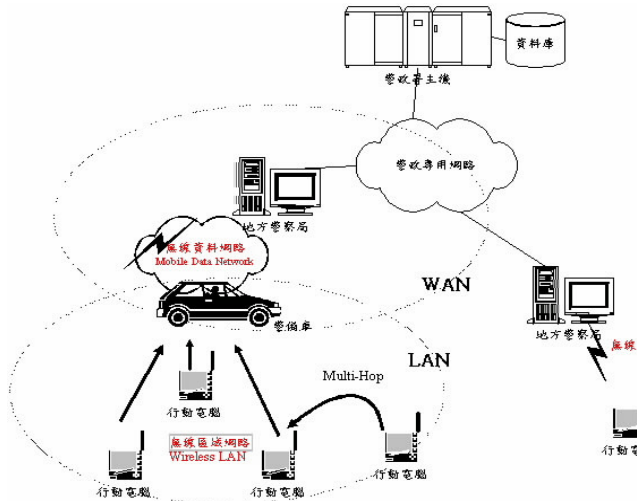 資料庫
警政署主機
警政專用網路
地方警察局
無線資料網路
Mobile Data Network
WAN
警備車
地方警察局
LAN
無線
Multi-Hop
行動電腦
行動電
無線區域網路
Wireless LAN
行動電腦
行動電腦
行動電腦